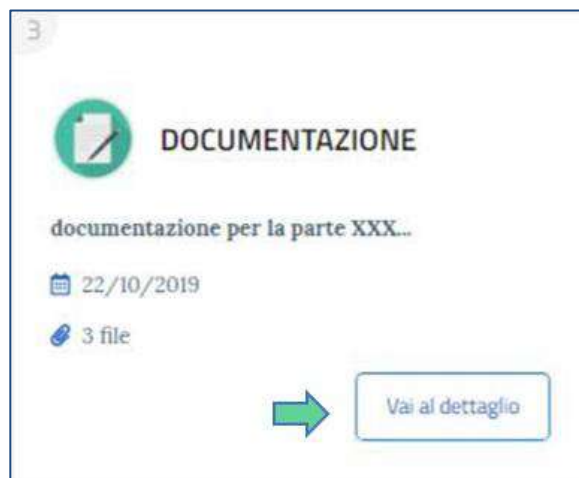 3
DOCUMENTAZIONE
documentazione per la parte XXX...
22/10/2019
3 file
Vai al dettaglio